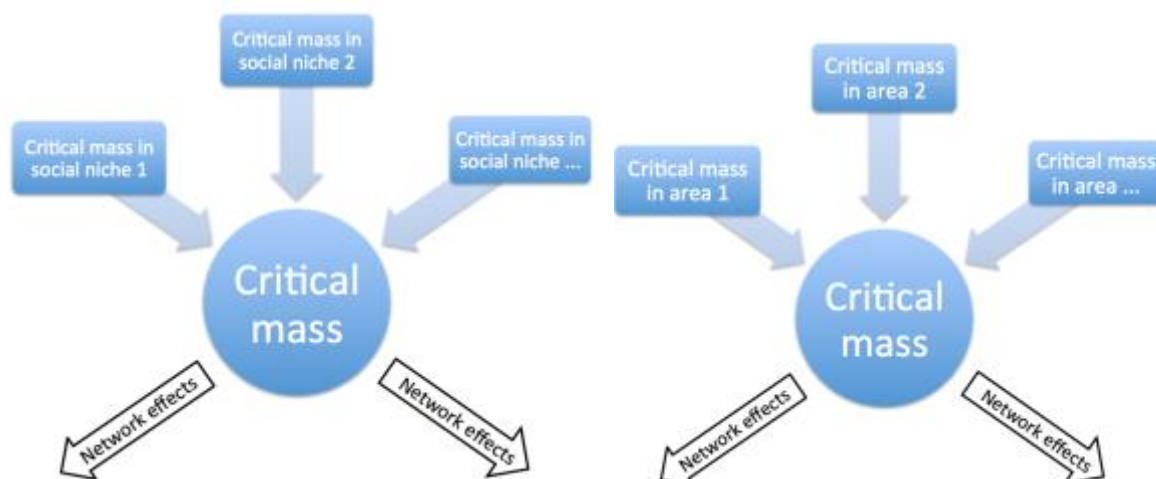 Critical mass in
social niche 2
Critical mass in
social niche 1
Critical mass in
social niche ...
Critical
mass
Network effects
Network effects
Critical mass
in area 2
Critical mass
in area 1
Critical mass
in area ...
Critical
mass
Network effects
Network effects